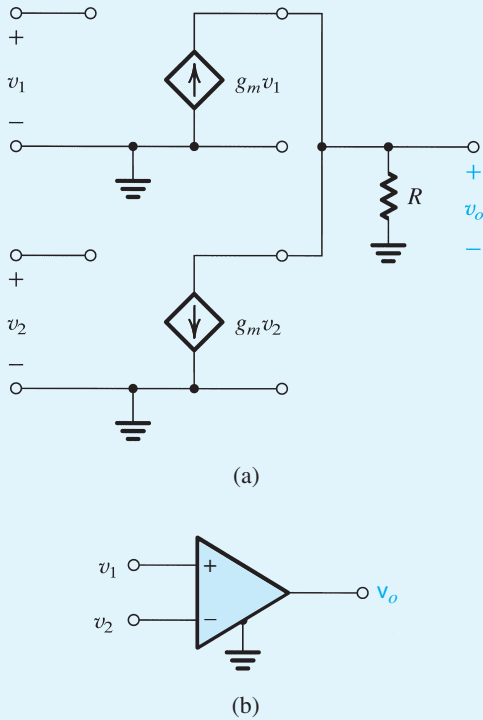 +
v₁
−
gₘv₁
R
+
vₒ
−
+
v₂
−
gₘv₂
(a)
v₁
+
v₂
−
vₒ
(b)